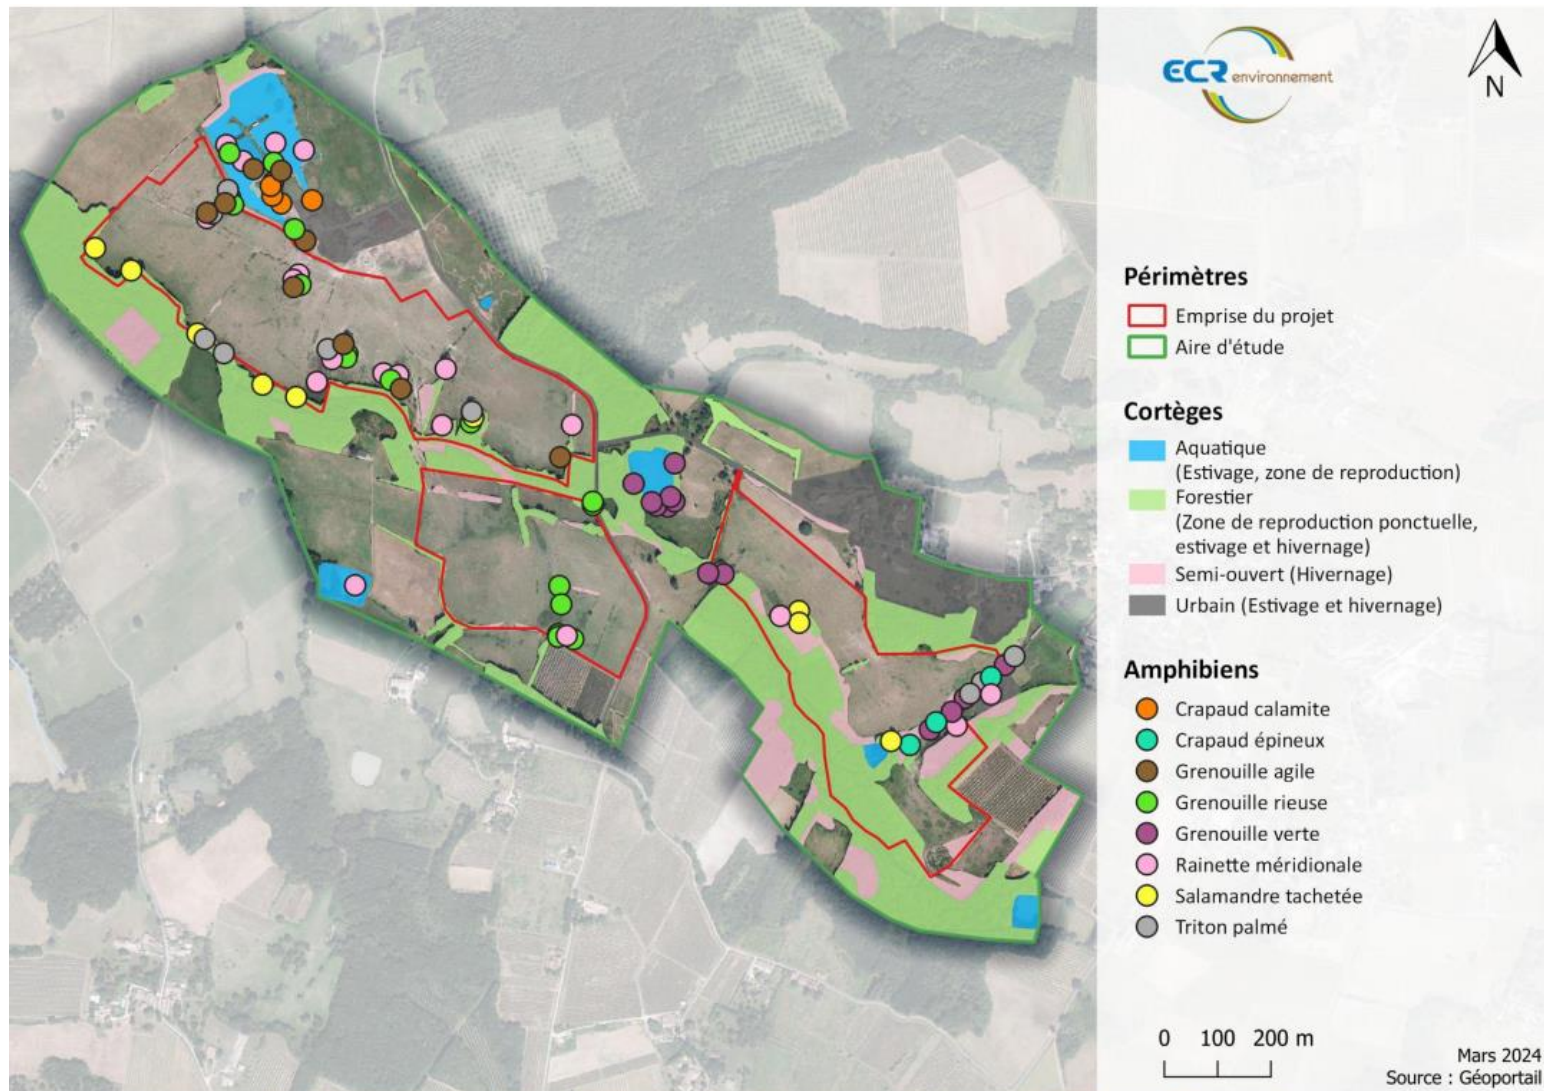 ECR environnement
N
Périmètres
Emprise du projet
Aire d'étude
Cortèges
Aquatique
(Estivage, zone de reproduction)
Forestier
(Zone de reproduction ponctuelle,
estivage et hivernage)
Semi-ouvert (Hivernage)
Urbain (Estivage et hivernage)
Amphibiens
Crapaud calamite
Crapaud épineux
Grenouille agile
Grenouille rieuse
Grenouille verte
Rainette méridionale
Salamandre tachetée
Triton palmé
0 100 200 m
Mars 2024
Source : Géoportail